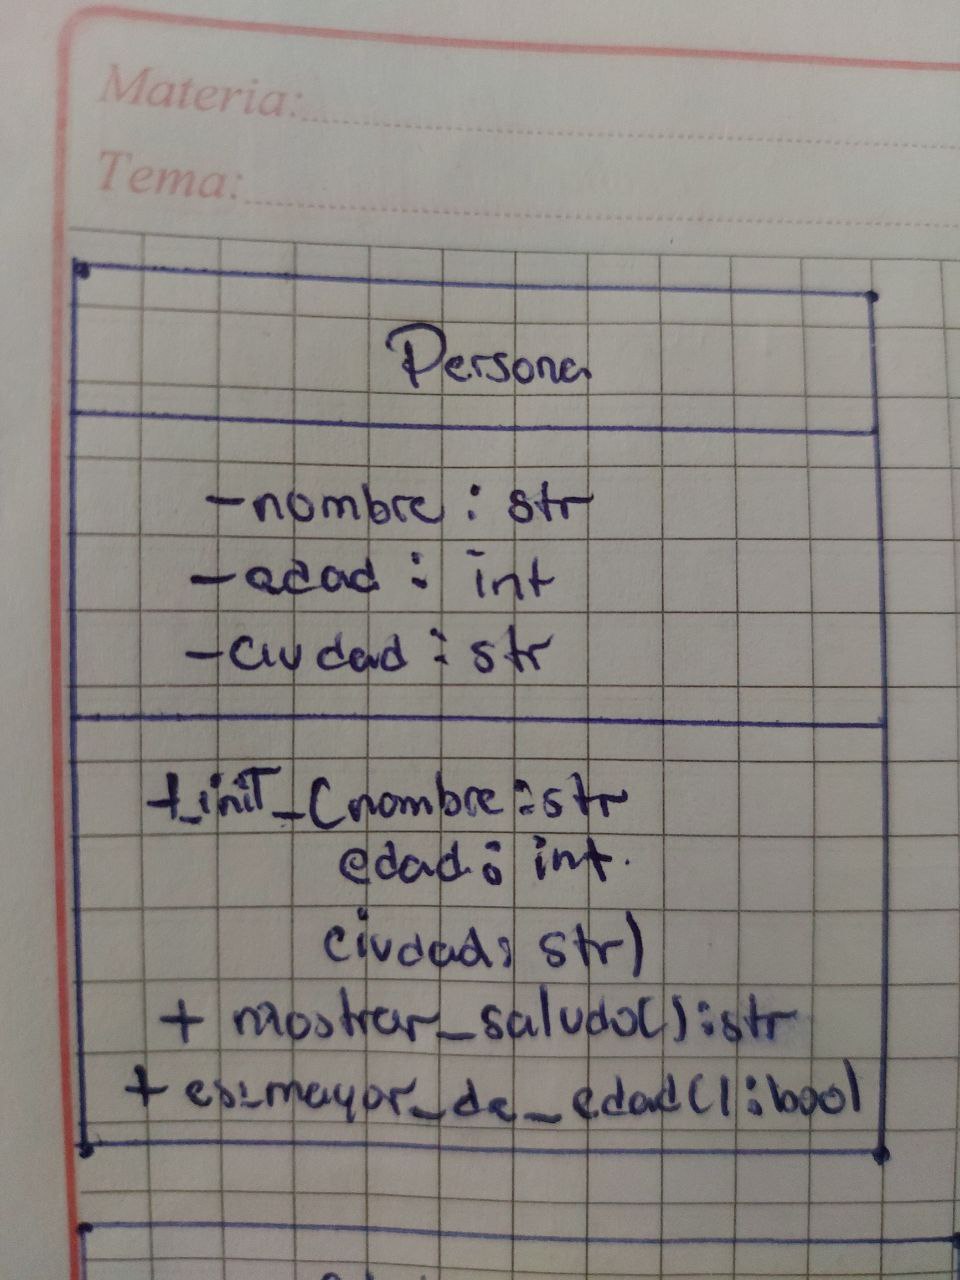 Materia:
Tema:
Persona
-nombre: str
-edad: int
-ciudad: str
+_init_(nombre: str
edad: int.
ciudad: str)
+ mostrar_saludo(): str
+ es_mayor_de_edad(): bool